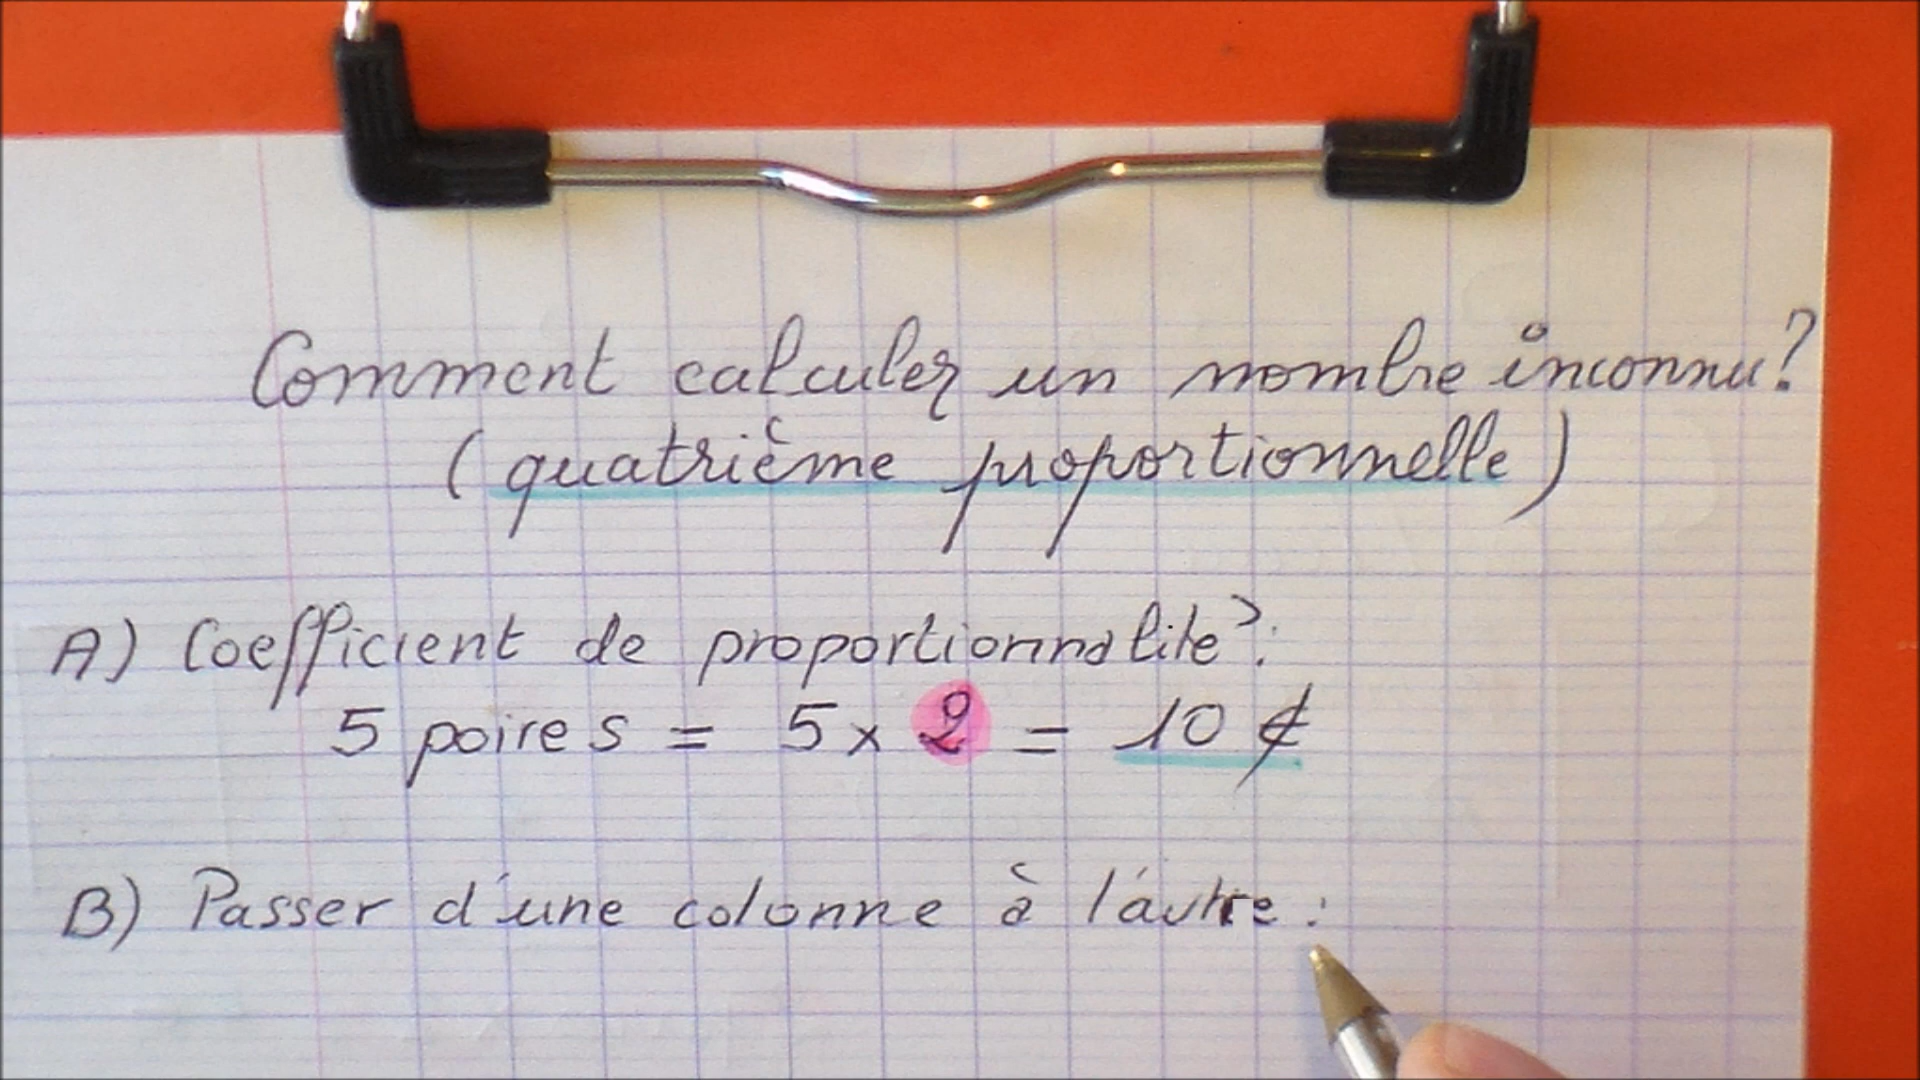 Comment calculer un nombre inconnu?
(quatrième proportionnelle)
A) Coefficient de proportionnalité:
5 poires = 5 x 2 = 10 €
B) Passer d'une colonne à l'autre: